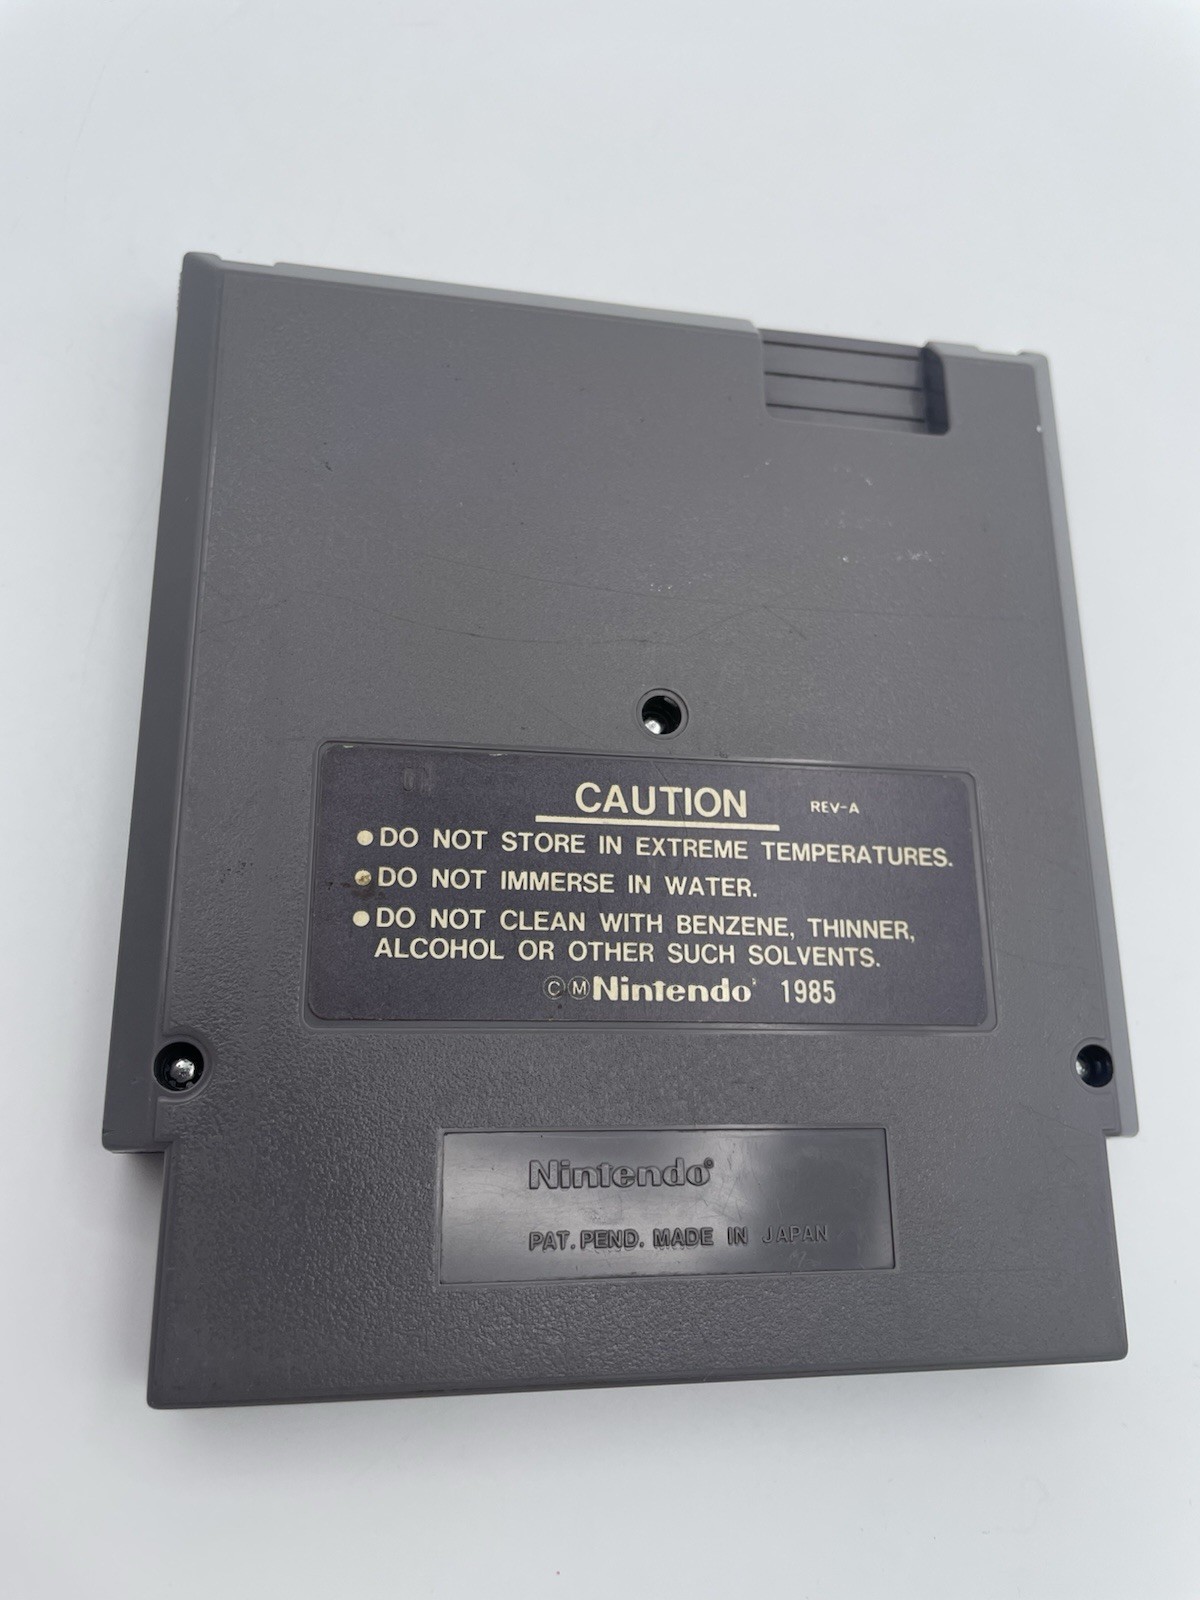 CAUTION REV-A
●DO NOT STORE IN EXTREME TEMPERATURES.
●DO NOT IMMERSE IN WATER.
●DO NOT CLEAN WITH BENZENE, THINNER,
ALCOHOL OR OTHER SUCH SOLVENTS.
ⒸⓂNintendo® 1985
Nintendo®
PAT. PEND. MADE IN JAPAN